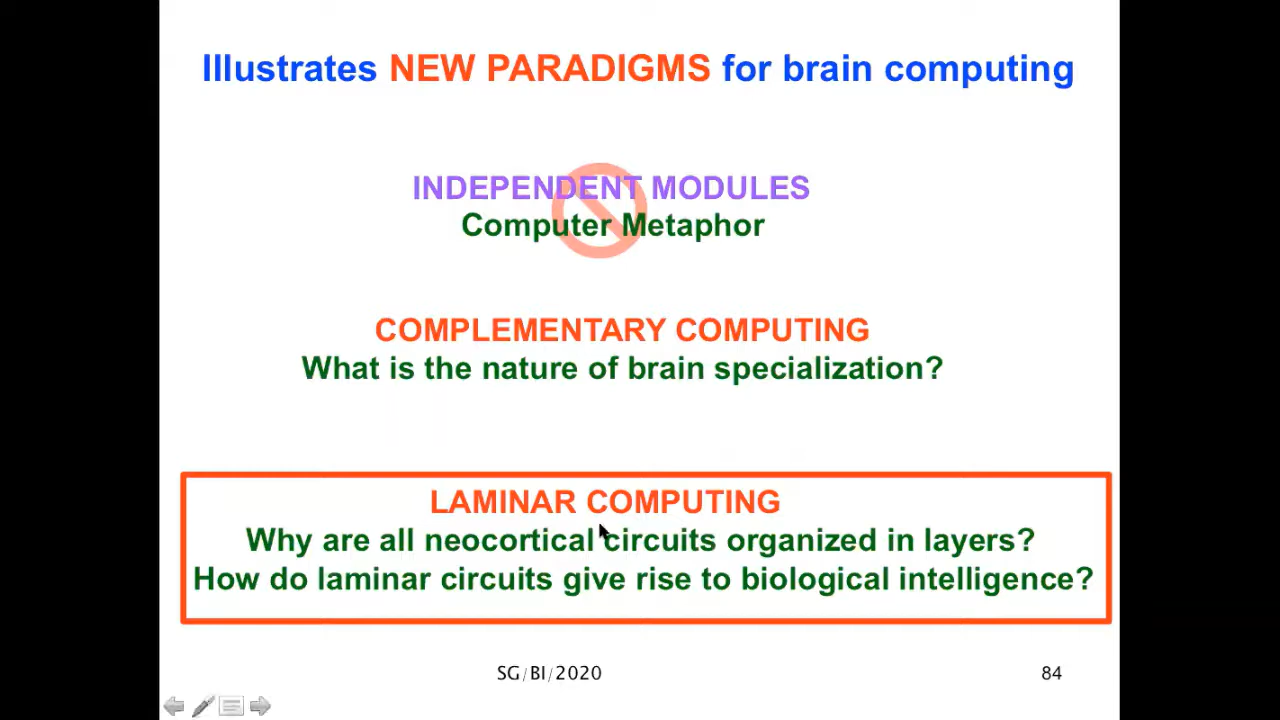 Illustrates NEW PARADIGMS for brain computing
INDEPENDENT MODULES
Computer Metaphor
COMPLEMENTARY COMPUTING
What is the nature of brain specialization?
LAMINAR COMPUTING
Why are all neocortical circuits organized in layers?
How do laminar circuits give rise to biological intelligence?
SG/BI/2020
84